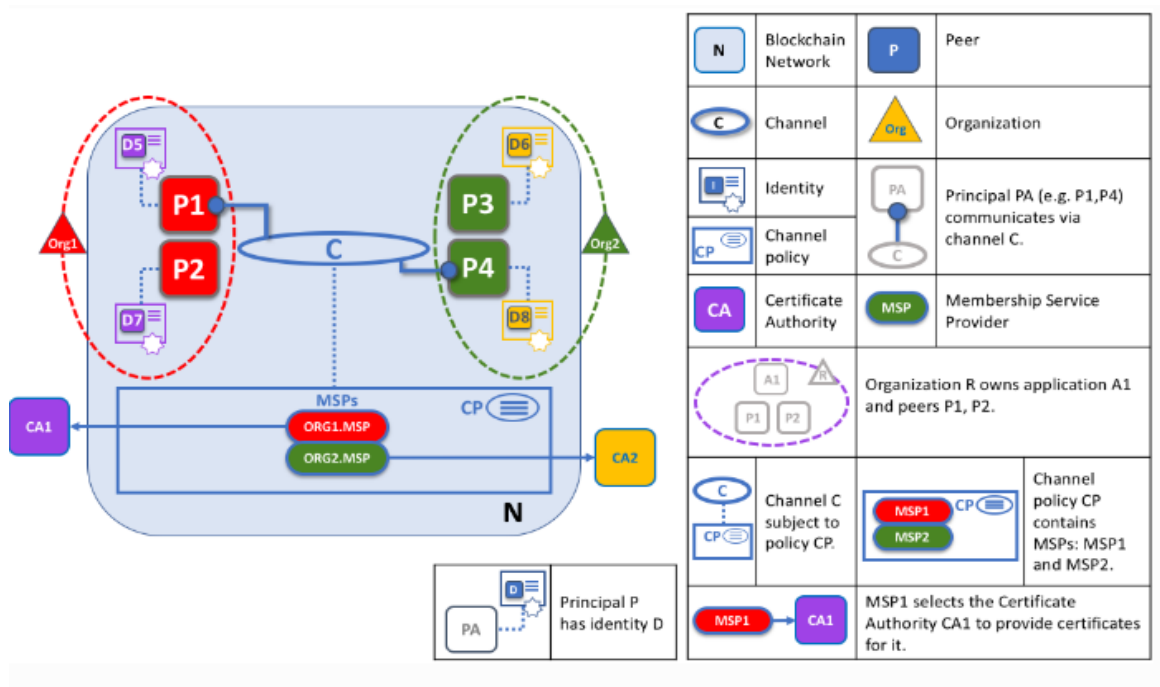 D5
D6
P1
P3
Org1
C
Org2
P2
P4
D7
D8
MSPs
CP
CA1
ORG1.MSP
ORG2.MSP
CA2
N
D
PA
Principal P
has identity D
N
Blockchain
Network
P
Peer
C
Channel
Org
Organization
I
Identity
CP
Channel
policy
PA
C
Principal PA (e.g. P1,P4)
communicates via
channel C.
CA
Certificate
Authority
MSP
Membership Service
Provider
A1
R
P1
P2
Organization R owns application A1
and peers P1, P2.
C
CP
Channel C
subject to
policy CP.
MSP1
MSP2
CP
Channel
policy CP
contains
MSPs: MSP1
and MSP2.
MSP1
CA1
MSP1 selects the Certificate
Authority CA1 to provide certificates
for it.